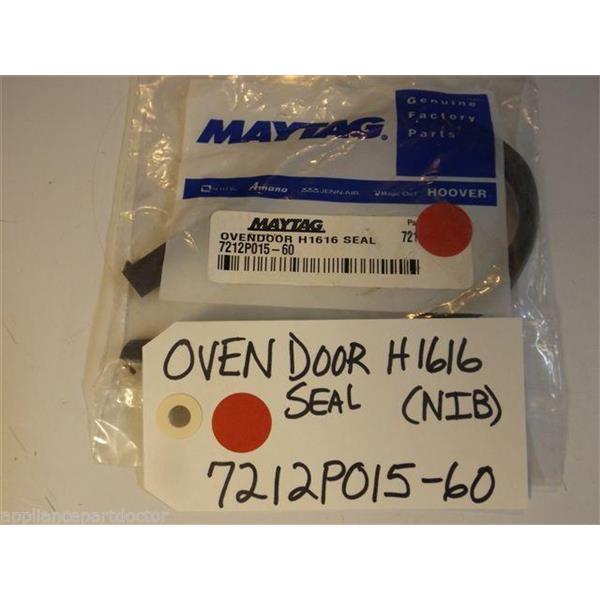 Genuine
Factory
Parts
MAYTAG
Amana JENN-AIR Magic Chef HOOVER
MAYTAG
OVENDOOR H1616 SEAL
7212P015-60
OVEN DOOR H1616
SEAL (NIB)
7212P015-60
appliancepartdoctor